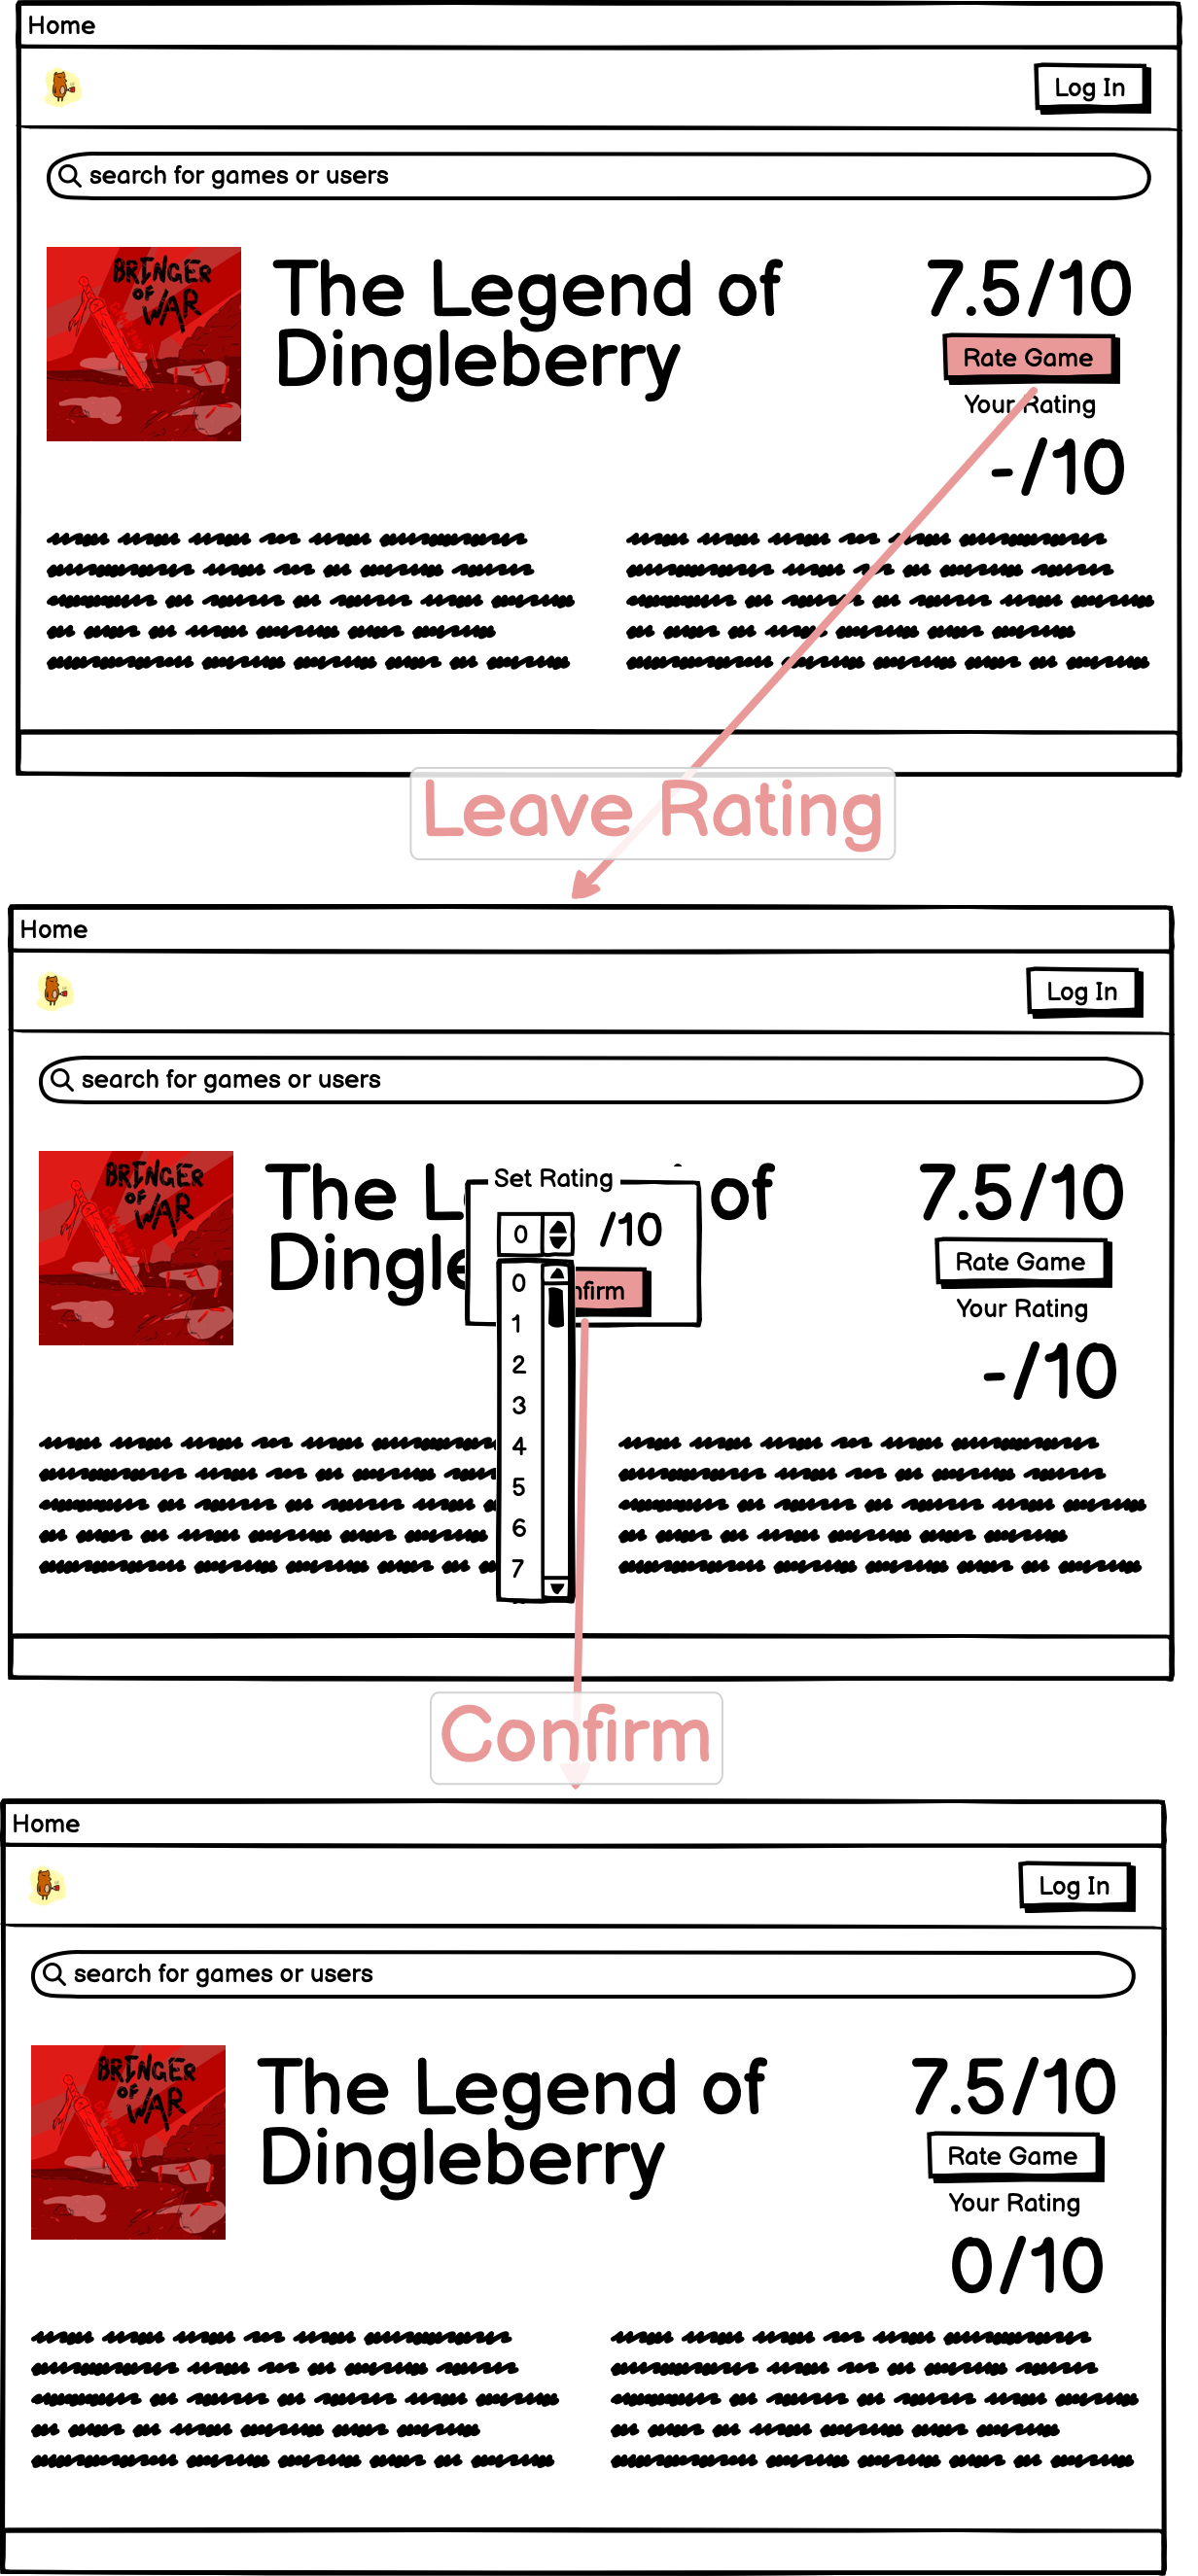 Home
Log In
search for games or users
BRINGER
OF
WAR
The Legend of
Dingleberry
7.5/10
Rate Game
Your Rating
-/10
Leave Rating
Home
Log In
search for games or users
BRINGER
OF
WAR
The L of
Dingle
Set Rating
0 /10
nfirm
0
1
2
3
4
5
6
7
7.5/10
Rate Game
Your Rating
-/10
Confirm
Home
Log In
search for games or users
BRINGER
OF
WAR
The Legend of
Dingleberry
7.5/10
Rate Game
Your Rating
0/10